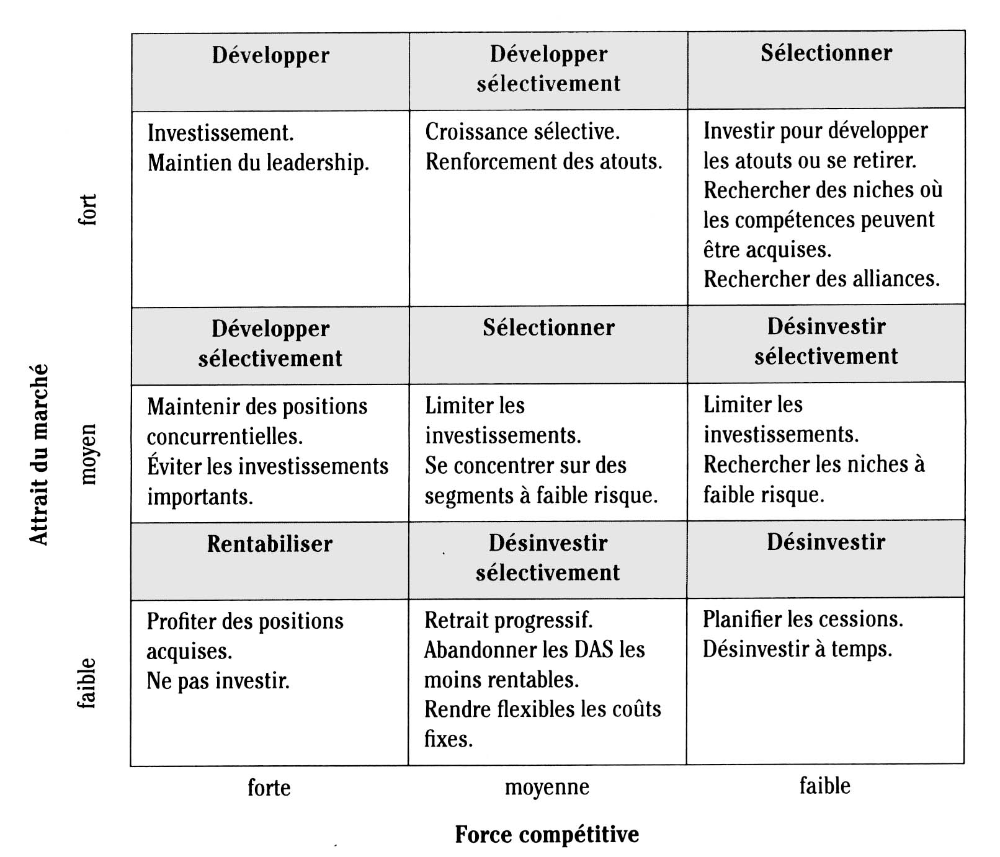 Développer
Développer
sélectivement
Sélectionner
Investissement.
Maintien du leadership.
Croissance sélective.
Renforcement des atouts.
Investir pour développer
les atouts ou se retirer.
Rechercher des niches où
les compétences peuvent
être acquises.
Rechercher des alliances.
fort
Développer
sélectivement
Sélectionner
Désinvestir
sélectivement
Maintenir des positions
concurrentielles.
Éviter les investissements
importants.
Limiter les
investissements.
Se concentrer sur des
segments à faible risque.
Limiter les
investissements.
Rechercher les niches à
faible risque.
Attrait du marché
moyen
Rentabiliser
Désinvestir
sélectivement
Désinvestir
Profiter des positions
acquises.
Ne pas investir.
Retrait progressif.
Abandonner les DAS les
moins rentables.
Rendre flexibles les coûts
fixes.
Planifier les cessions.
Désinvestir à temps.
faible
forte
moyenne
faible
Force compétitive